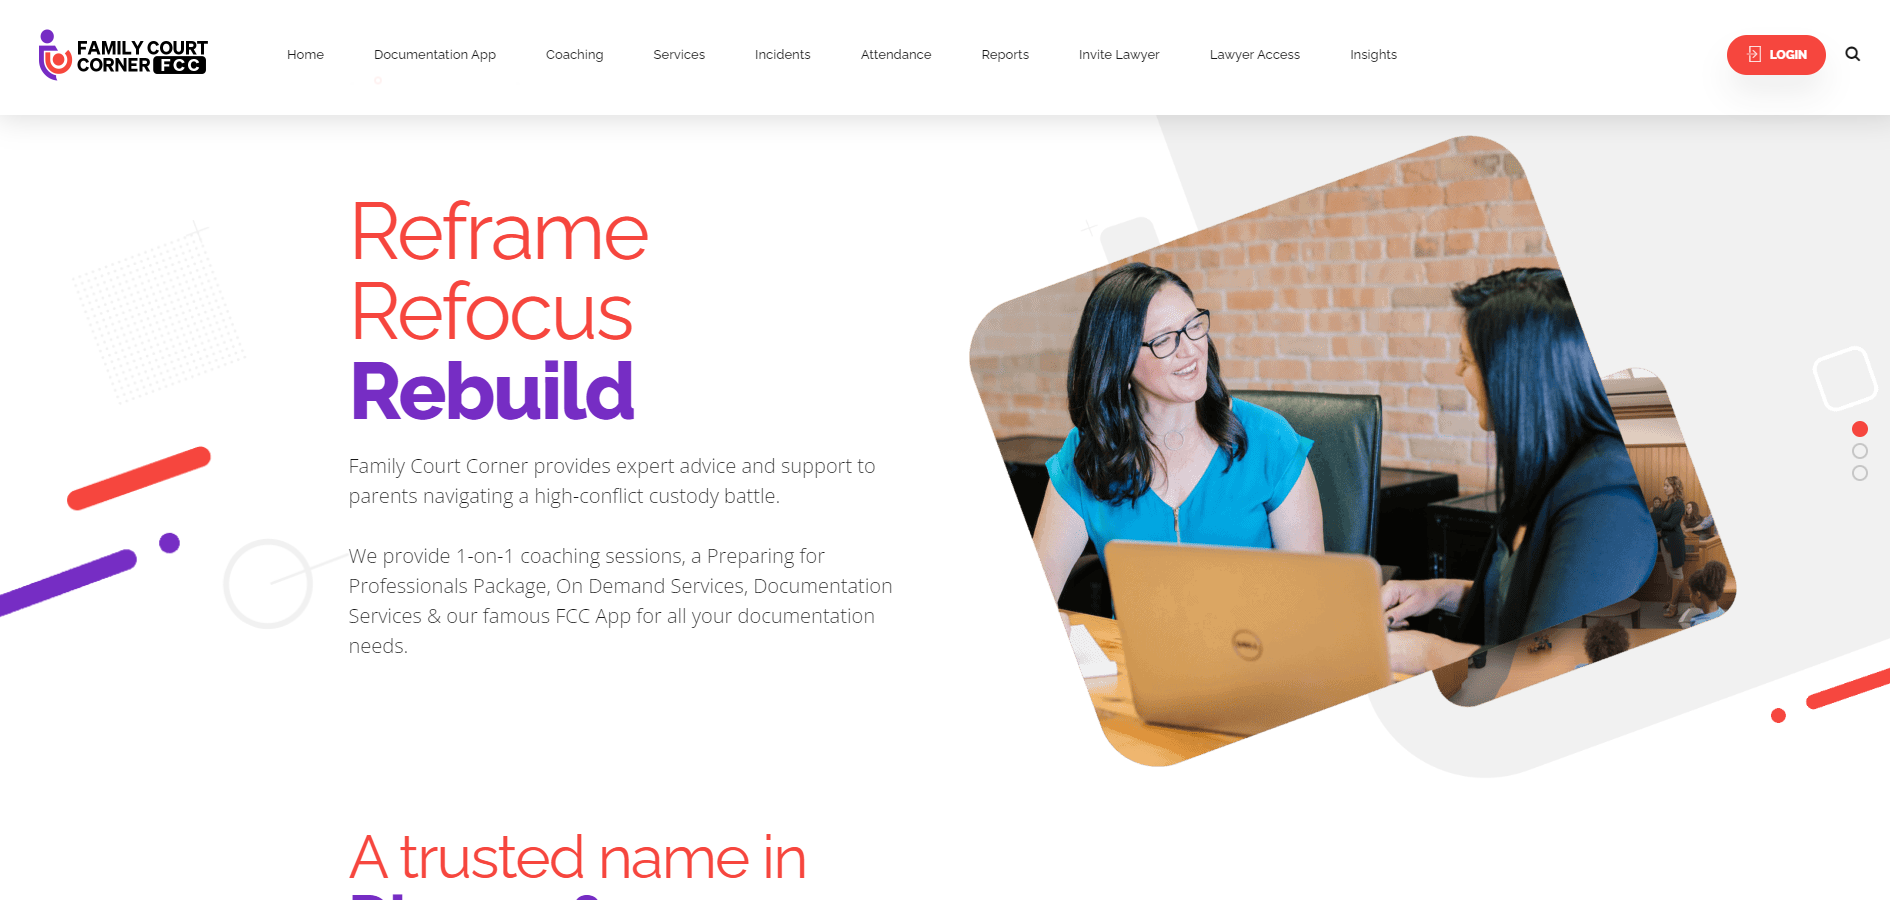 FAMILY COURT
CORNER FCC
Home Documentation App Coaching Services Incidents Attendance Reports Invite Lawyer Lawyer Access Insights
LOGIN
Reframe
Refocus
Rebuild
Family Court Corner provides expert advice and support to
parents navigating a high-conflict custody battle.
We provide 1-on-1 coaching sessions, a Preparing for
Professionals Package, On Demand Services, Documentation
Services & our famous FCC App for all your documentation
needs.
DELL
A trusted name in